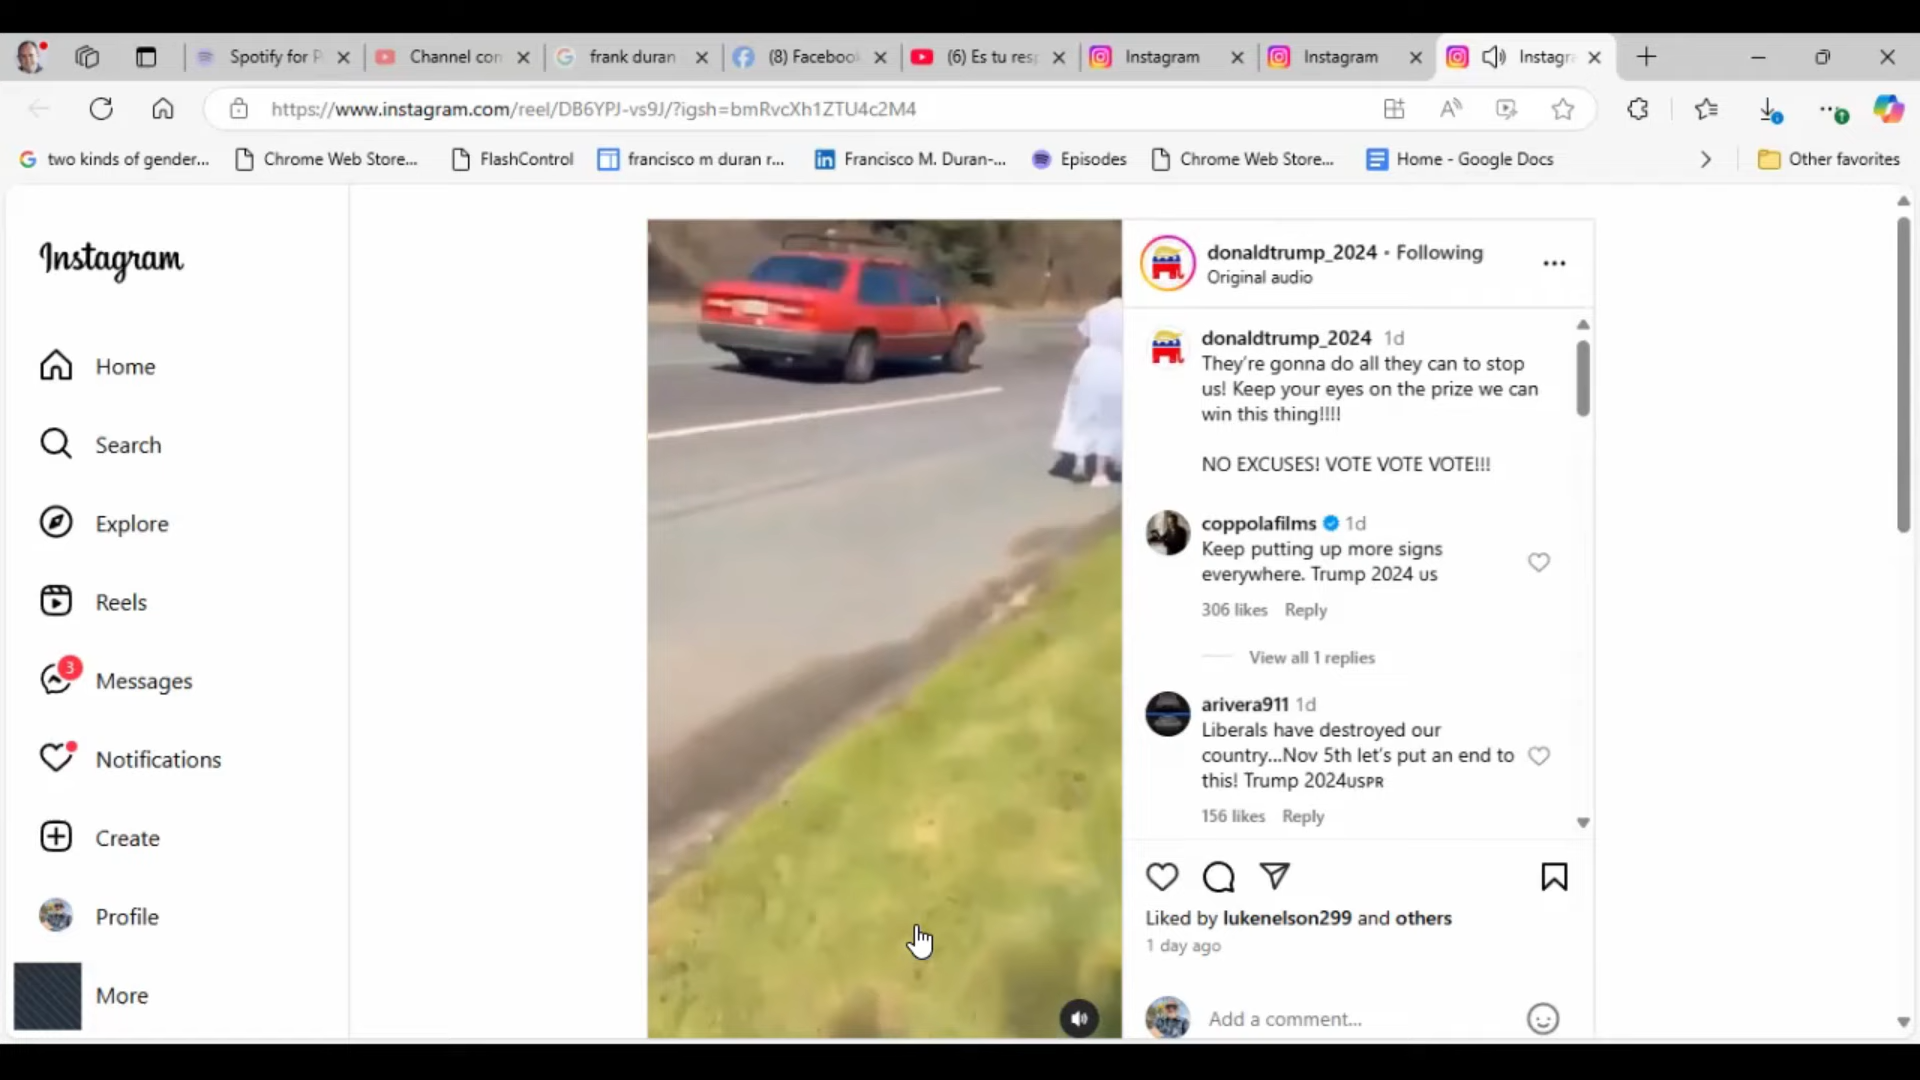 Spotify for P
Channel con
frank duran
(8) Facebook
(6) Es tu resp
Instagram
Instagram
Instagr
https://www.instagram.com/reel/DB6YPJ-vs9J/?igsh=bmRvcXh1ZTU4c2M4
two kinds of gender...
Chrome Web Store...
FlashControl
francisco m duran r...
Francisco M. Duran-...
Episodes
Chrome Web Store...
Home - Google Docs
Other favorites
Instagram
Home
Search
Explore
Reels
3
Messages
Notifications
Create
Profile
More
donaldtrump_2024 • Following
Original audio
donaldtrump_2024 1d
They're gonna do all they can to stop
us! Keep your eyes on the prize we can
win this thing!!!!
NO EXCUSES! VOTE VOTE VOTE!!!
coppolafilms 1d
Keep putting up more signs
everywhere. Trump 2024 us
306 likes Reply
View all 1 replies
arivera911 1d
Liberals have destroyed our
country...Nov 5th let's put an end to
this! Trump 2024USPR
156 likes Reply
Liked by lukenelson299 and others
1 day ago
Add a comment...